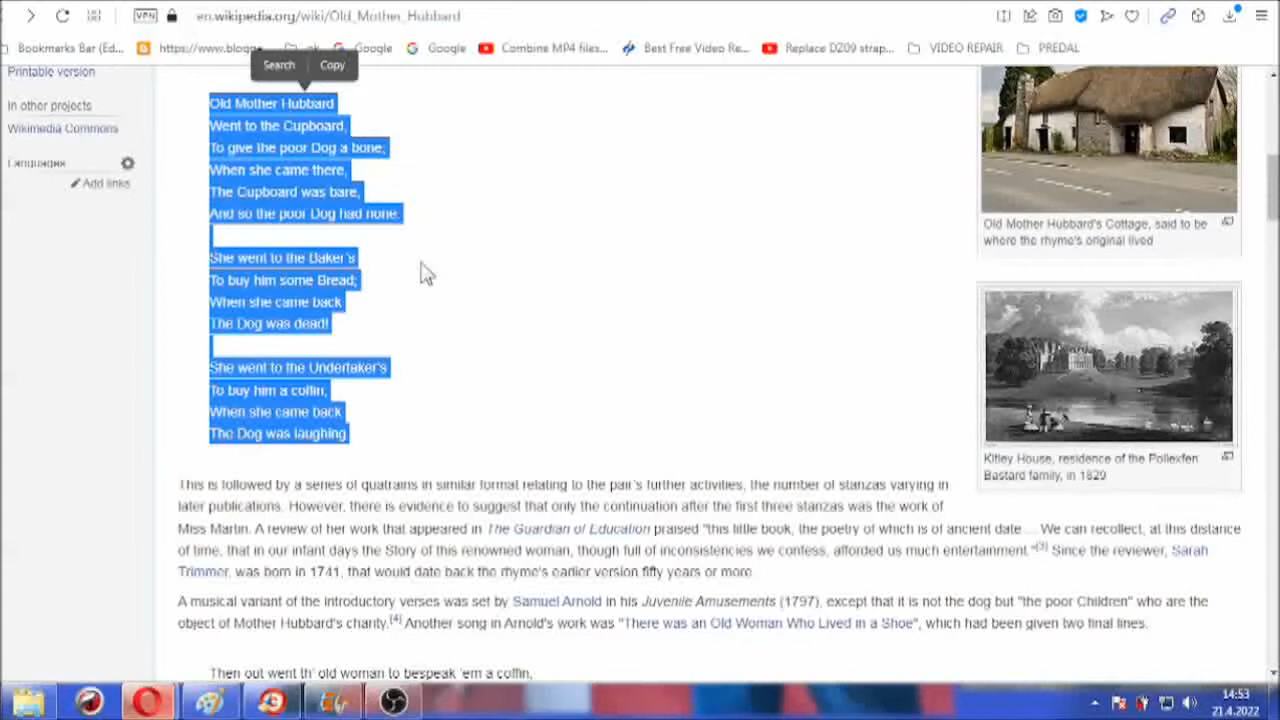 VPN
en.wikipedia.org/wiki/Old_Mother_Hubbard
Bookmarks Bar (Ed...
https://www.blogge
Google
Google
Combine MP4 files...
Best Free Video Re...
Replace D209 strap...
VIDEO REPAIR
PREDAL
Search
Copy
Printable version
In other projects
Wikimedia Commons
Languages
Add links
Old Mother Hubbard
Went to the Cupboard,
To give the poor Dog a bone;
When she came there,
The Cupboard was bare,
And so the poor Dog had none.
She went to the Baker's
To buy him some Bread;
When she came back
The Dog was dead!
She went to the Undertaker's
To buy him a coffin;
When she came back
The Dog was laughing
Old Mother Hubbard's Cottage, said to be
where the rhyme's original lived
Kitley House, residence of the Pollexfen
Bastard family, in 1829
This is followed by a series of quatrains in similar format relating to the pair's further activities, the number of stanzas varying in
later publications. However, there is evidence to suggest that only the continuation after the first three stanzas was the work of
Miss Martin. A review of her work that appeared in The Guardian of Education praised "this little book, the poetry of which is of ancient date... We can recollect, at this distance
of time, that in our infant days the Story of this renowned woman, though full of inconsistencies we confess, afforded us much entertainment."[3] Since the reviewer, Sarah
Trimmer, was born in 1741, that would date back the rhyme's earlier version fifty years or more.
A musical variant of the introductory verses was set by Samuel Arnold in his Juvenile Amusements (1797), except that it is not the dog but "the poor Children" who are the
object of Mother Hubbard's charity.[4] Another song in Arnold's work was "There was an Old Woman Who Lived in a Shoe", which had been given two final lines.
Then out went th' old woman to bespeak 'em a coffin,
14:53
21.4.2022